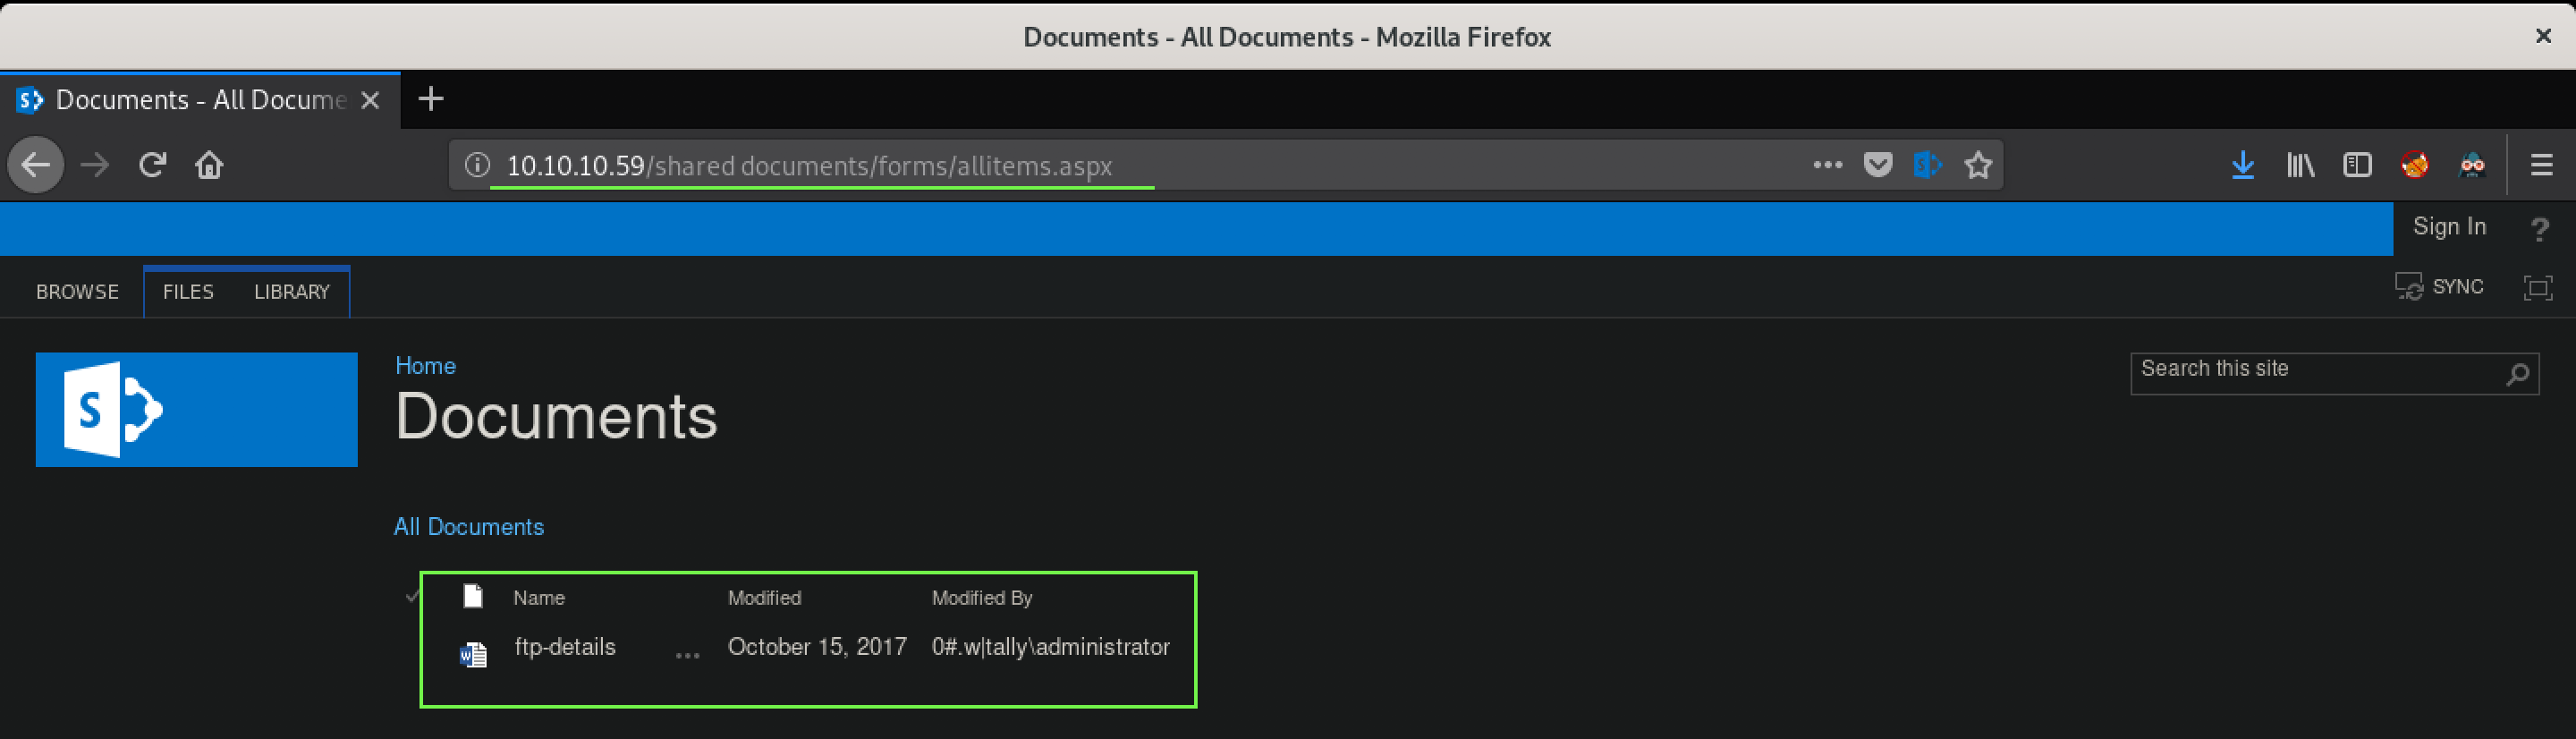 Documents - All Documents - Mozilla Firefox
Documents - All Docume
10.10.10.59/shared documents/forms/allitems.aspx
Sign In ?
BROWSE FILES LIBRARY SYNC
S
Home
Search this site
Documents
All Documents
Name Modified Modified By
ftp-details ... October 15, 2017 0#.w|tally\administrator